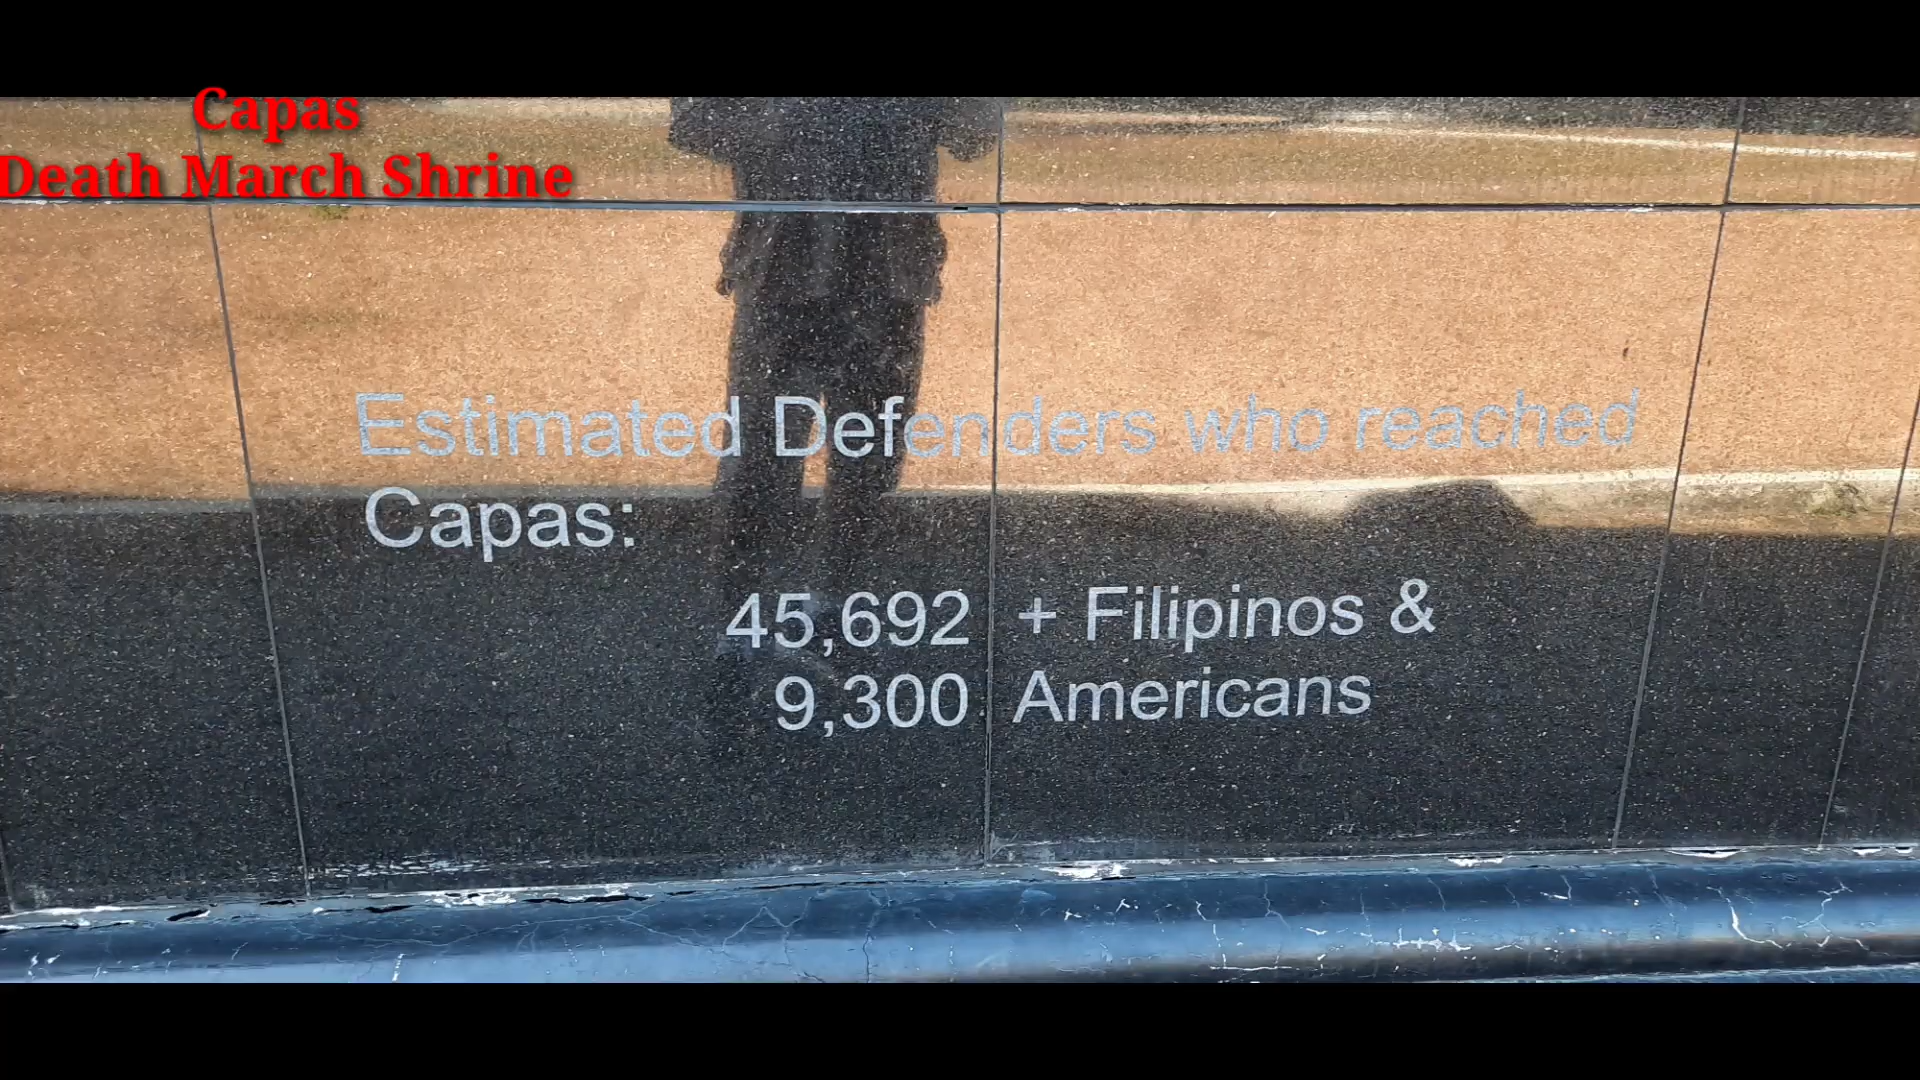 Capas
Death March Shrine
Estimated Defenders who reached
Capas:
45,692 + Filipinos &
9,300 Americans